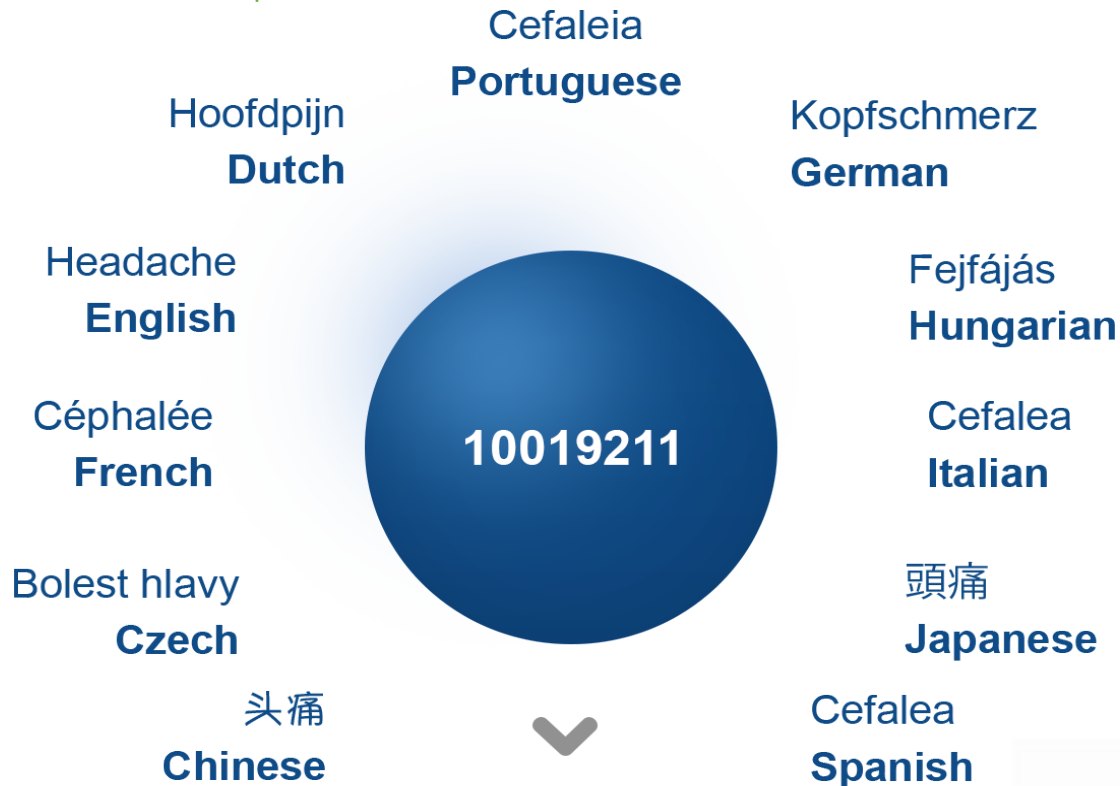 Cefaleia
Portuguese
Hoofdpijn
Dutch
Kopfschmerz
German
Headache
English
Fejfájás
Hungarian
Céphalée
French
10019211
Cefalea
Italian
Bolest hlavy
Czech
頭痛
Japanese
头痛
Chinese
Cefalea
Spanish